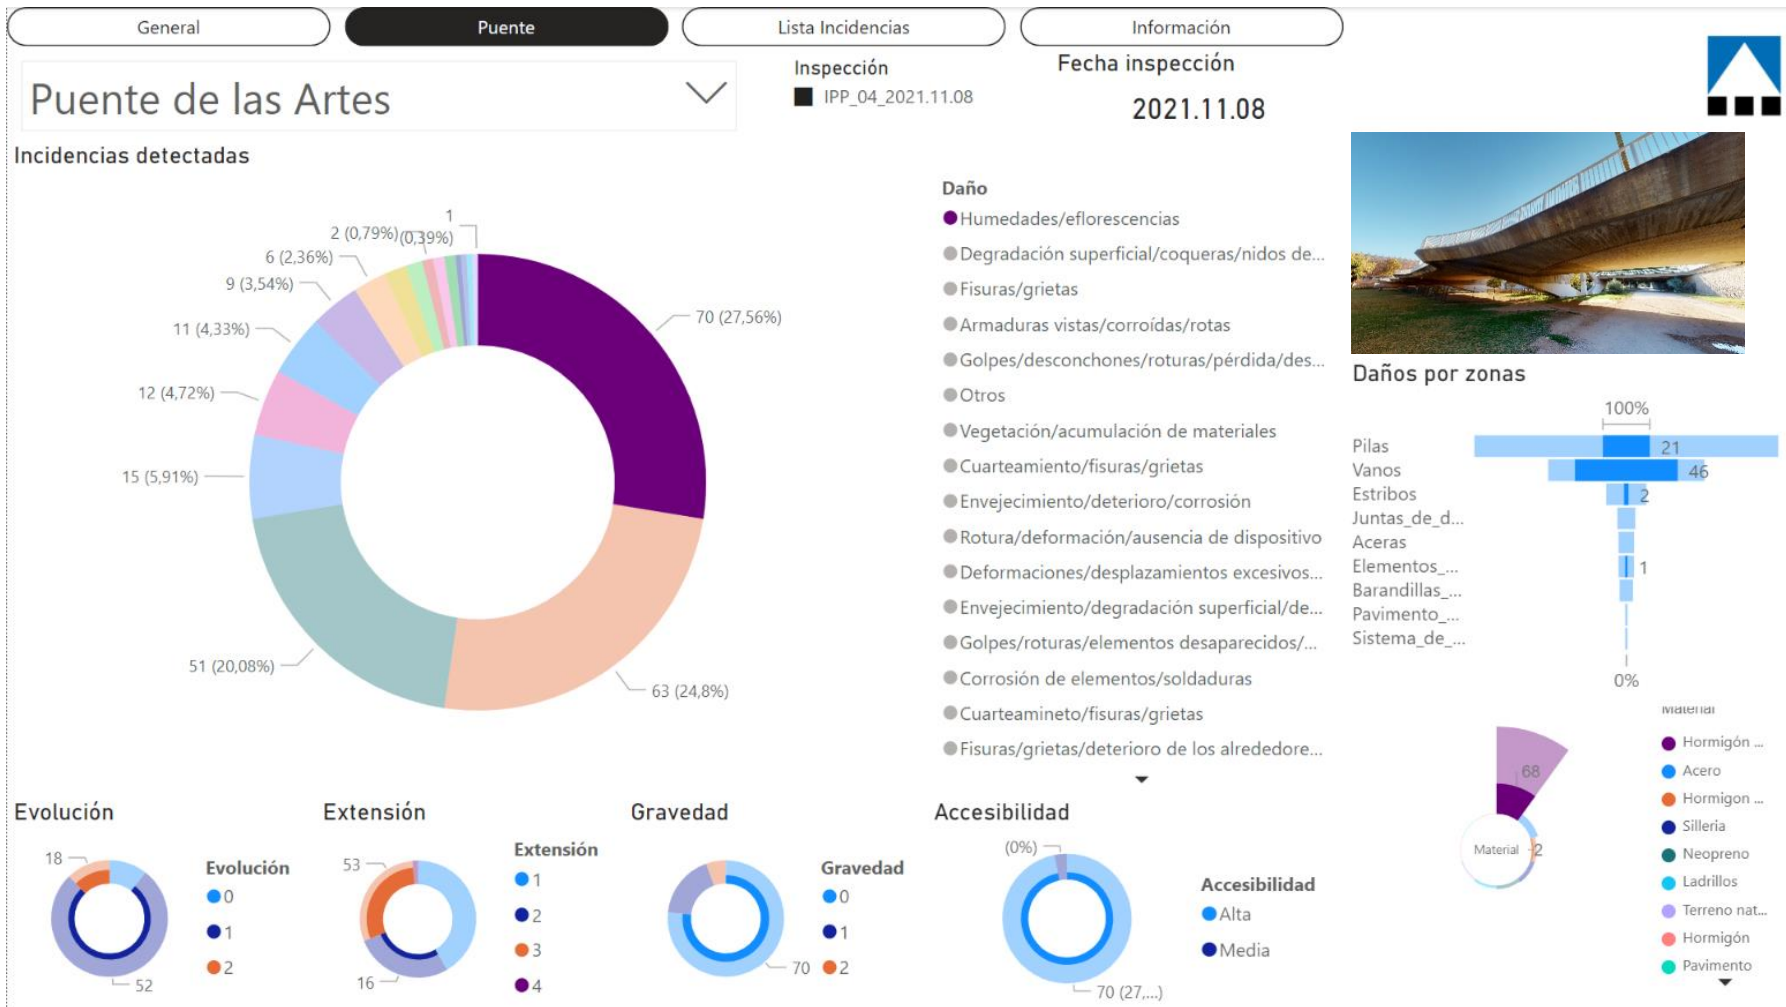 General
Puente
Lista Incidencias
Información
Puente de las Artes
Inspección
IPP_04_2021.11.08
Fecha inspección
2021.11.08
Incidencias detectadas
1
2 (0,79%)
(0,39%)
6 (2,36%)
9 (3,54%)
11 (4,33%)
12 (4,72%)
15 (5,91%)
51 (20,08%)
63 (24,8%)
70 (27,56%)
Daño
Humedades/eflorescencias
Degradación superficial/coqueras/nidos de...
Fisuras/grietas
Armaduras vistas/corroídas/rotas
Golpes/desconchones/roturas/pérdida/des...
Otros
Vegetación/acumulación de materiales
Cuarteamiento/fisuras/grietas
Envejecimiento/deterioro/corrosión
Rotura/deformación/ausencia de dispositivo
Deformaciones/desplazamientos excesivos...
Envejecimiento/degradación superficial/de...
Golpes/roturas/elementos desaparecidos/...
Corrosión de elementos/soldaduras
Cuarteamineto/fisuras/grietas
Fisuras/grietas/deterioro de los alrededore...
Daños por zonas
100%
Pilas 21
Vanos 46
Estribos 2
Juntas_de_d...
Aceras
Elementos_... 1
Barandillas_...
Pavimento_...
Sistema_de_...
0%
Material
68
Material
2
Hormigón ...
Acero
Hormigon ...
Silleria
Neopreno
Ladrillos
Terreno nat...
Hormigón
Pavimento
Evolución
18
52
Evolución
0
1
2
Extensión
53
16
Extensión
1
2
3
4
Gravedad
70
Gravedad
0
1
2
Accesibilidad
(0%)
70 (27,...)
Accesibilidad
Alta
Media